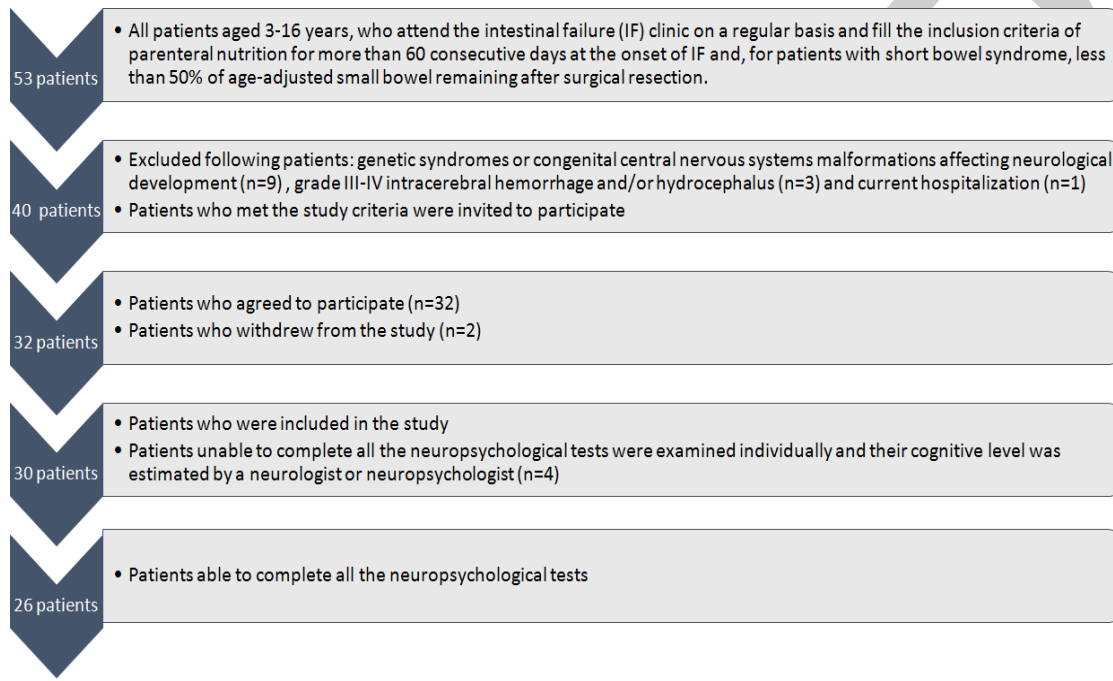 • All patients aged 3-16 years, who attend the intestinal failure (IF) clinic on a regular basis and fill the inclusion criteria of
parenteral nutrition for more than 60 consecutive days at the onset of IF and, for patients with short bowel syndrome, less
than 50% of age-adjusted small bowel remaining after surgical resection.
53 patients
• Excluded following patients: genetic syndromes or congenital central nervous systems malformations affecting neurological
development (n=9) , grade III-IV intracerebral hemorrhage and/or hydrocephalus (n=3) and current hospitalization (n=1)
• Patients who met the study criteria were invited to participate
40 patients
• Patients who agreed to participate (n=32)
• Patients who withdrew from the study (n=2)
32 patients
• Patients who were included in the study
• Patients unable to complete all the neuropsychological tests were examined individually and their cognitive level was
estimated by a neurologist or neuropsychologist (n=4)
30 patients
• Patients able to complete all the neuropsychological tests
26 patients